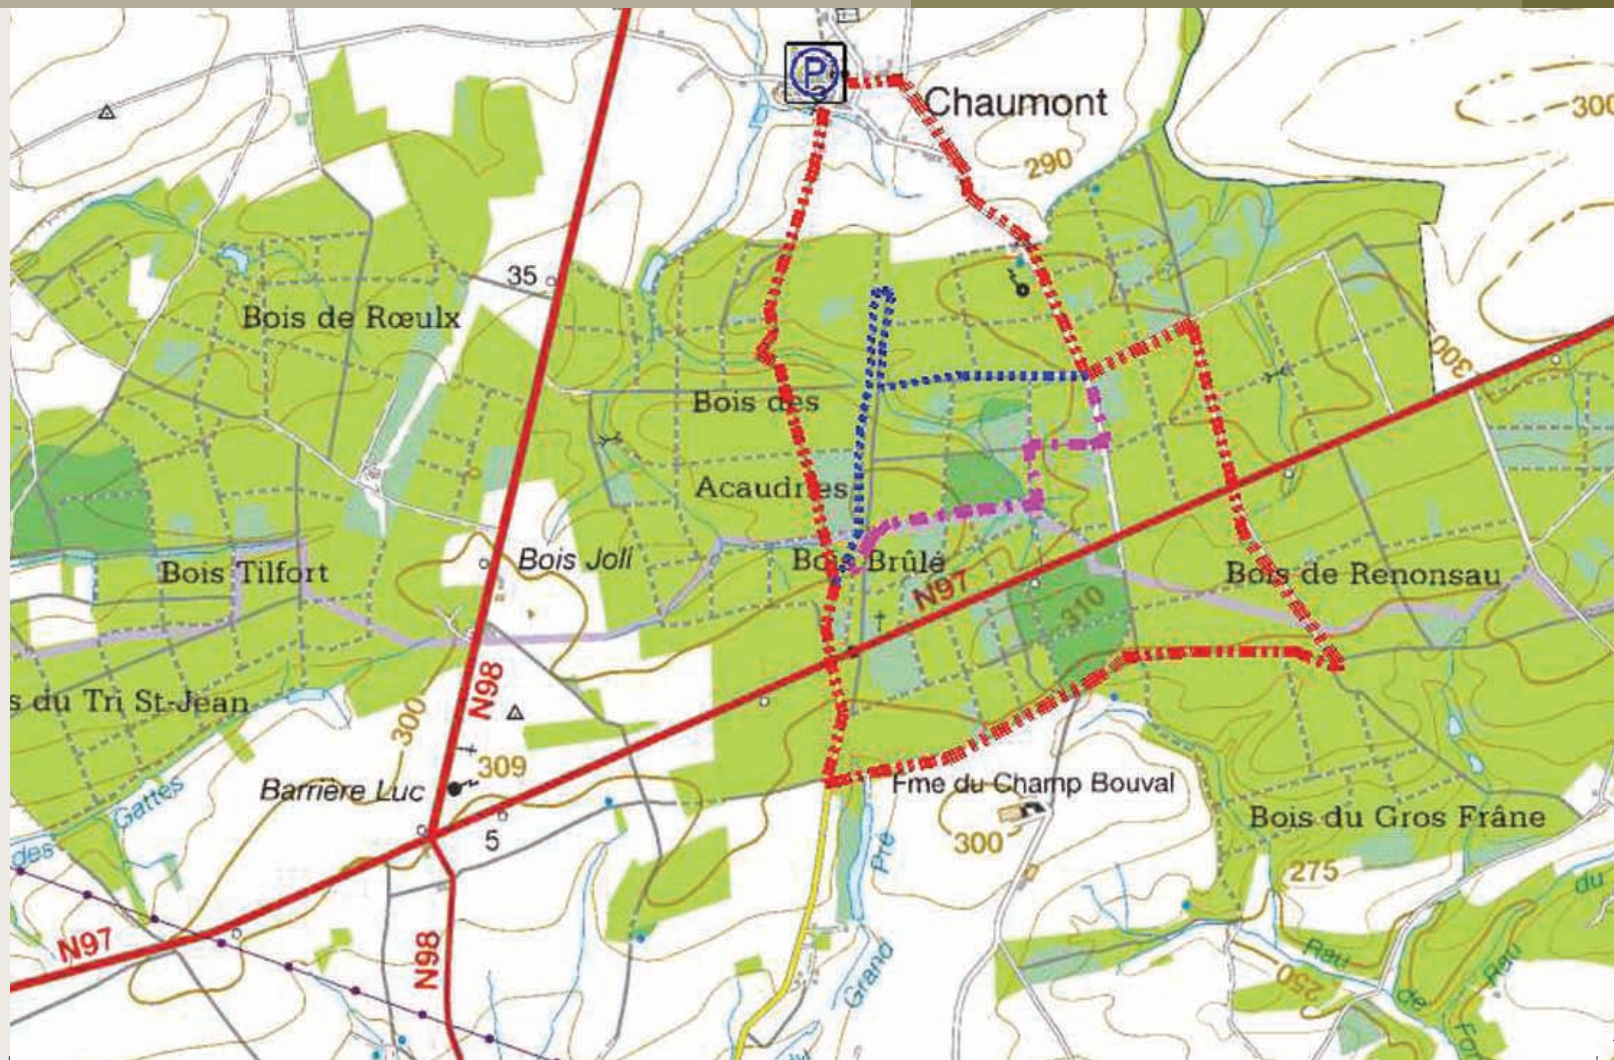 P
Chaumont
300
290
35
Bois de Rœulx
300
Bois des
Acaudries
Bois Joli
Bois Brûlé
Bois Tilfort
Bois de Renonsau
N97
310
s du Tri St-Jean
N98
300
309
Barrière Luc
Fme du Champ Bouval
Gattes
des
5
300
Pré
Bois du Gros Frâne
275
du
N97
N98
Grand
Rau
Rau
250
de
Fo